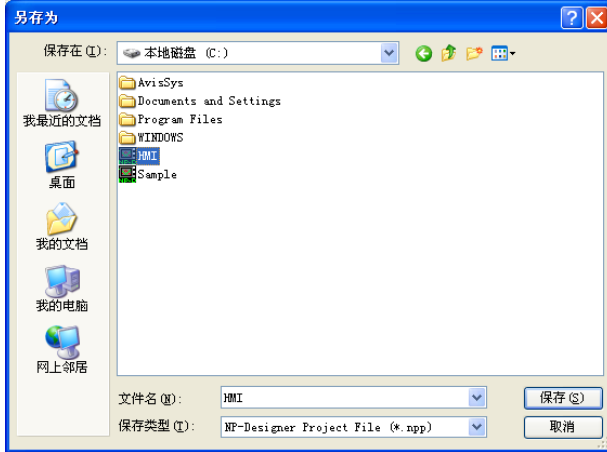 另存为
保存在(I):
本地磁盘 (C:)
我最近的文档
桌面
我的文档
我的电脑
网上邻居
AvisSys
Documents and Settings
Program Files
WINDOWS
HMI
Sample
文件名(N):
HMI
保存(S)
保存类型(T):
NP-Designer Project File (*.npp)
取消